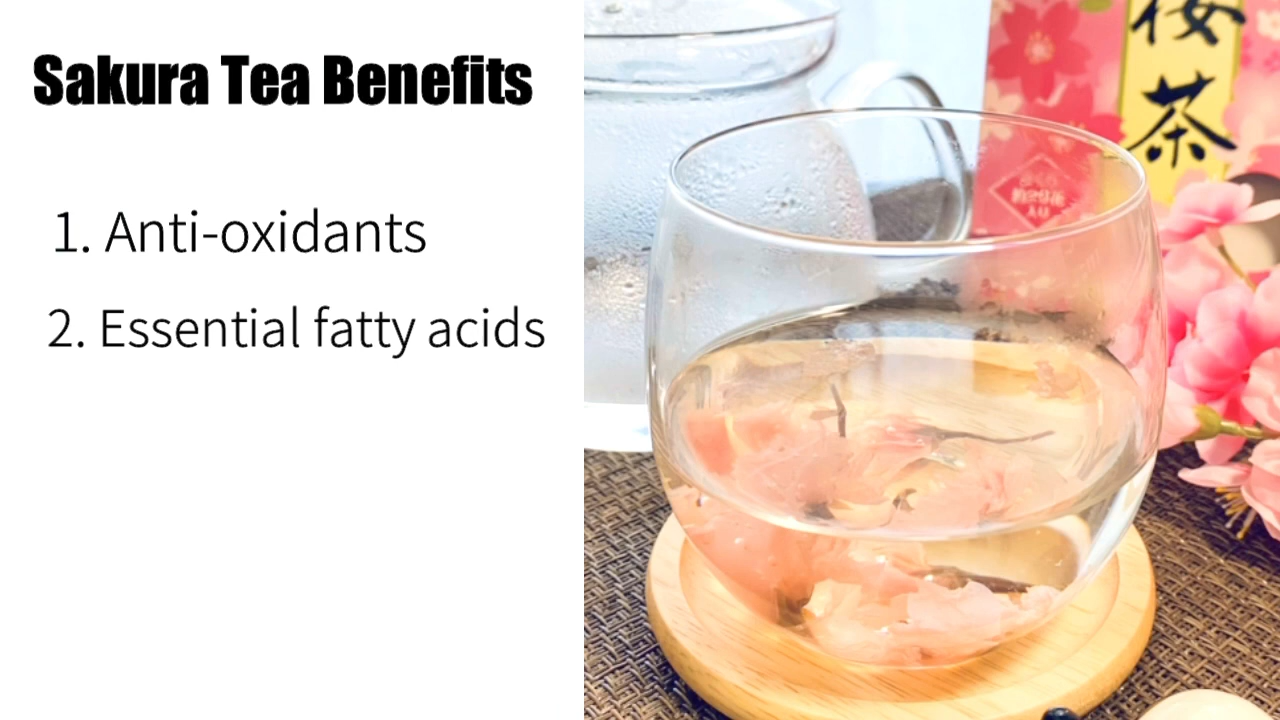 Sakura Tea Benefits
1. Anti-oxidants
2. Essential fatty acids
桜
茶